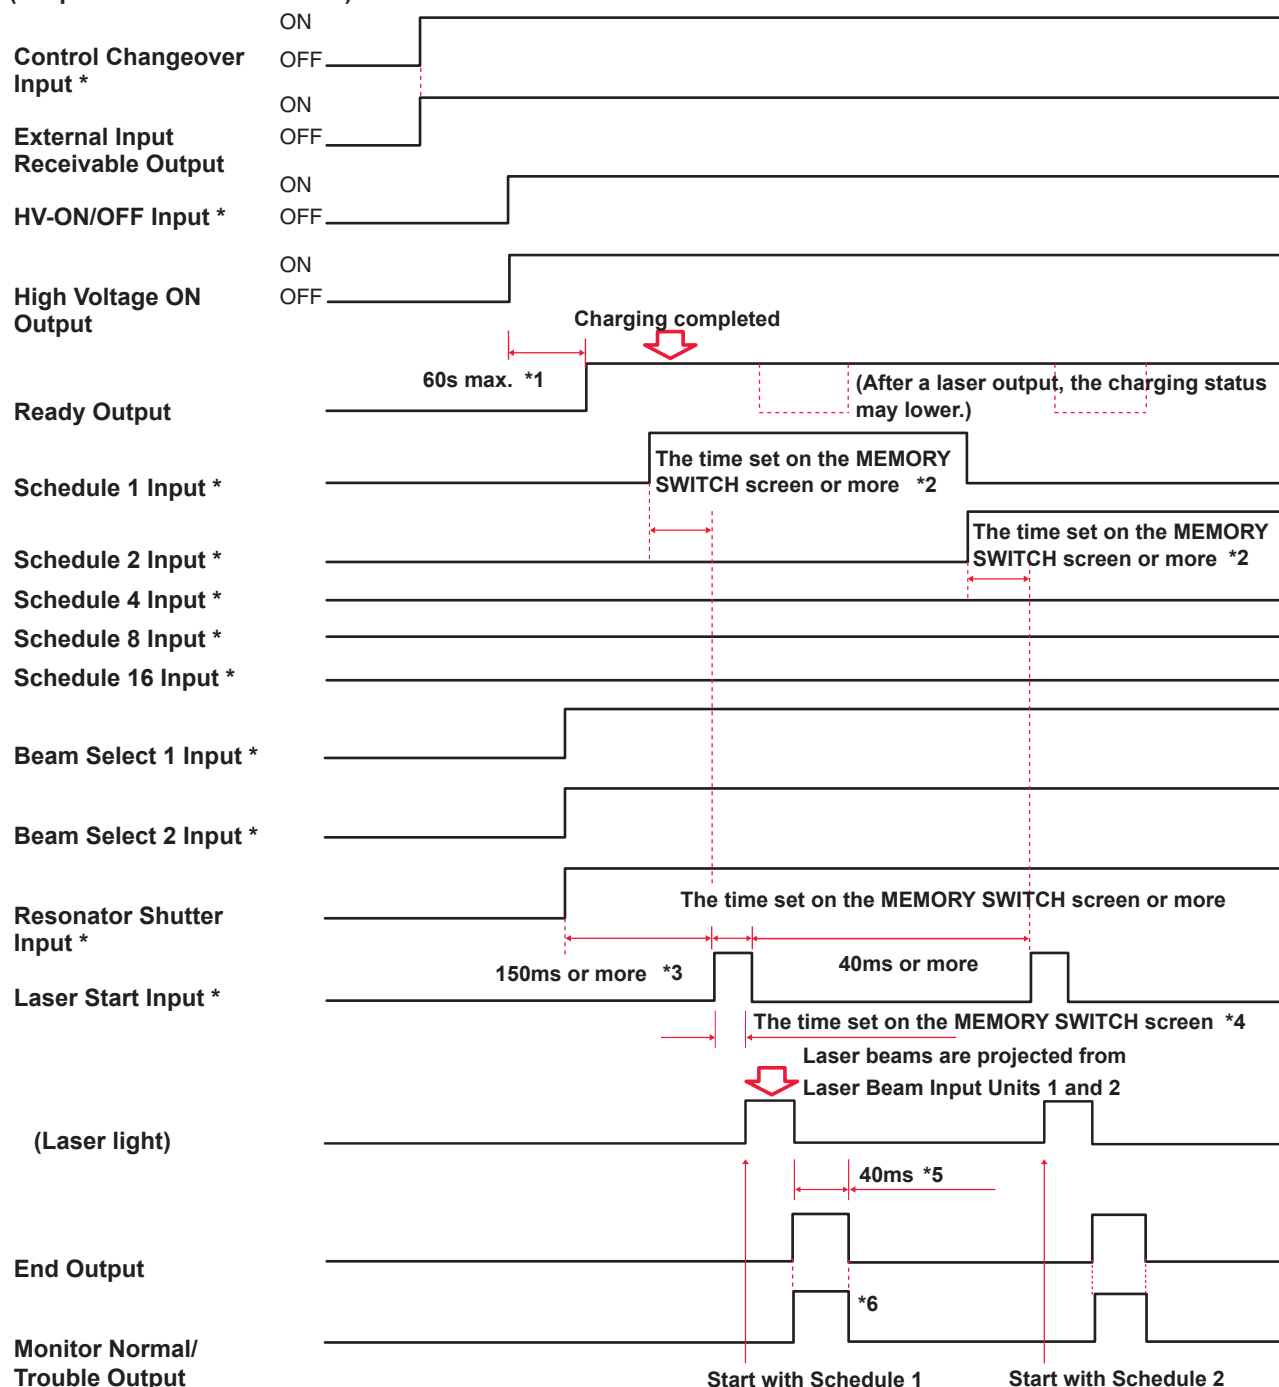 ON
Control Changeover OFF
Input *
ON
External Input OFF
Receivable Output
ON
HV-ON/OFF Input * OFF
ON
High Voltage ON OFF
Output
Charging completed
60s max. *1
(After a laser output, the charging status
may lower.)
Ready Output
The time set on the MEMORY
SWITCH screen or more *2
Schedule 1 Input *
The time set on the MEMORY
SWITCH screen or more *2
Schedule 2 Input *
Schedule 4 Input *
Schedule 8 Input *
Schedule 16 Input *
Beam Select 1 Input *
Beam Select 2 Input *
The time set on the MEMORY SWITCH screen or more
Resonator Shutter
Input *
150ms or more *3
40ms or more
Laser Start Input *
The time set on the MEMORY SWITCH screen *4
Laser beams are projected from
Laser Beam Input Units 1 and 2
(Laser light)
40ms *5
End Output
*6
Monitor Normal/
Trouble Output
Start with Schedule 1
Start with Schedule 2